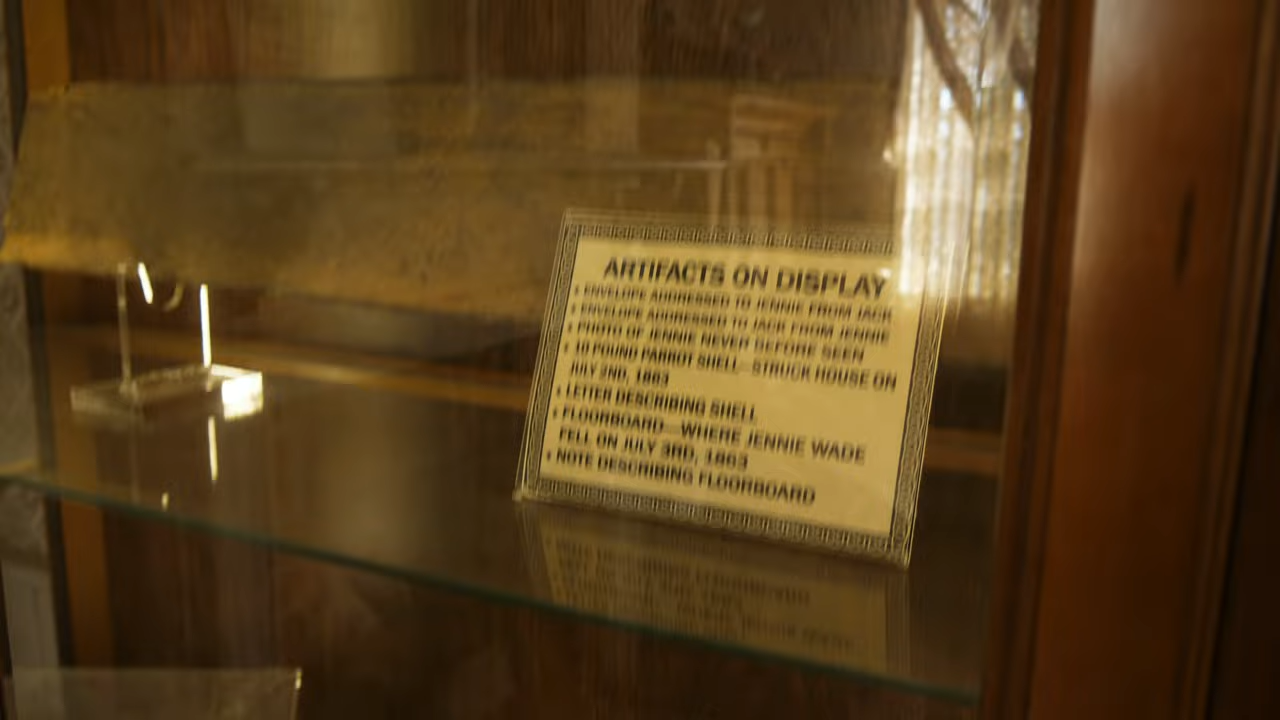 ARTIFACTS ON DISPLAY
• ENVELOPE ADDRESSED TO JENNIE FROM JACK
• ENVELOPE ADDRESSED TO JACK FROM JENNIE
• PHOTO OF JENNIE NEVER BEFORE SEEN
• 10 POUND PARROT SHELL - STRUCK HOUSE ON
JULY 2ND, 1863
• LETTER DESCRIBING SHELL
• FLOORBOARD - WHERE JENNIE WADE
FELL ON JULY 3RD, 1863
• NOTE DESCRIBING FLOORBOARD